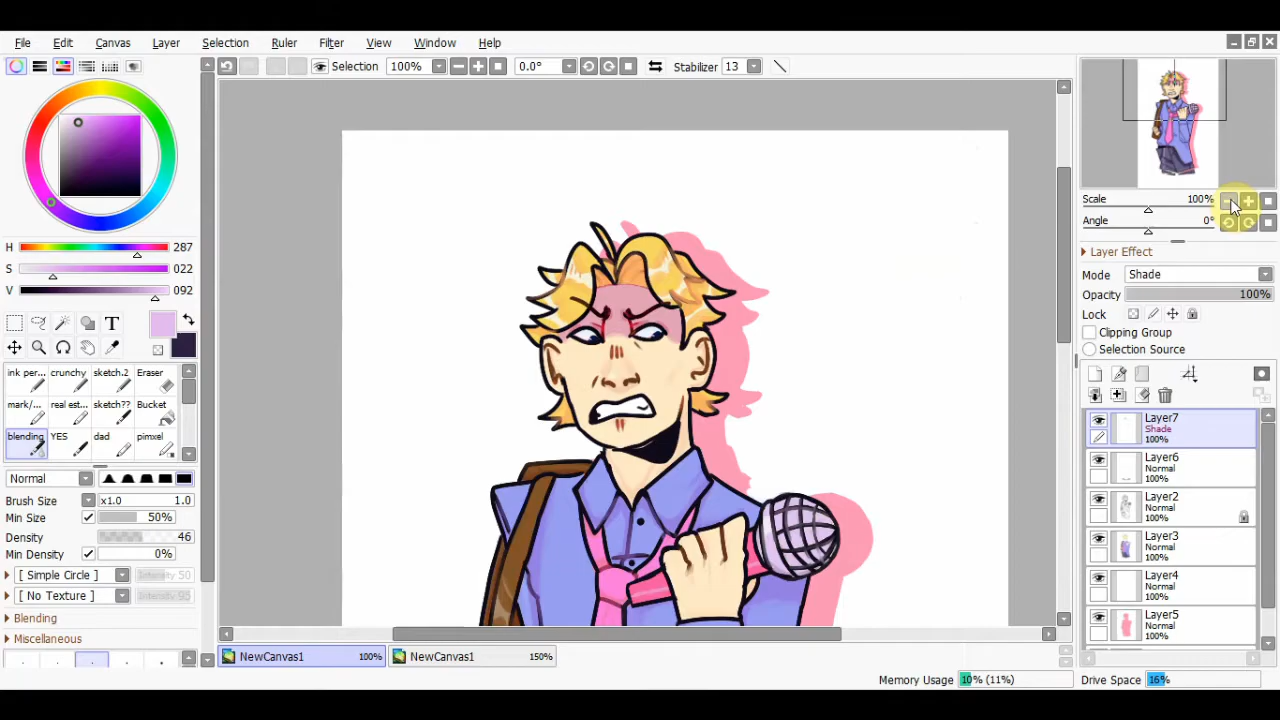 File Edit Canvas Layer Selection Ruler Filter View Window Help
Selection 100% 0.0° Stabilizer 13
Scale 100%
Angle 0°
Layer Effect
Mode Shade
Opacity 100%
Lock
Clipping Group
Selection Source
H 287
S 022
V 092
T
ink per... crunchy sketch.2 Eraser
mark/... real est... sketch?? Bucket
blending YES dad pimxel
Normal
Brush Size x1.0 1.0
Min Size 50%
Density 46
Min Density 0%
[ Simple Circle ] Intensity 50
[ No Texture ] Intensity 95
Blending
Miscellaneous
Layer7
Shade
100%
Layer6
Normal
100%
Layer2
Normal
100%
Layer3
Normal
100%
Layer4
Normal
100%
Layer5
Normal
100%
NewCanvas1 100% NewCanvas1 150%
Memory Usage 10% (11%) Drive Space 16%